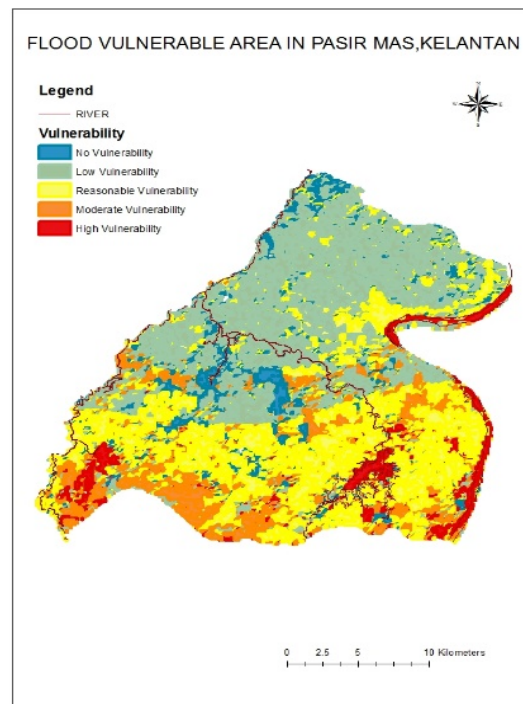 FLOOD VULNERABLE AREA IN PASIR MAS,KELANTAN
Legend
RIVER
Vulnerability
No Vulnerability
Low Vulnerability
Reasonable Vulnerability
Moderate Vulnerability
High Vulnerability
N
W E
S
0 2.5 5 10 Kilometers